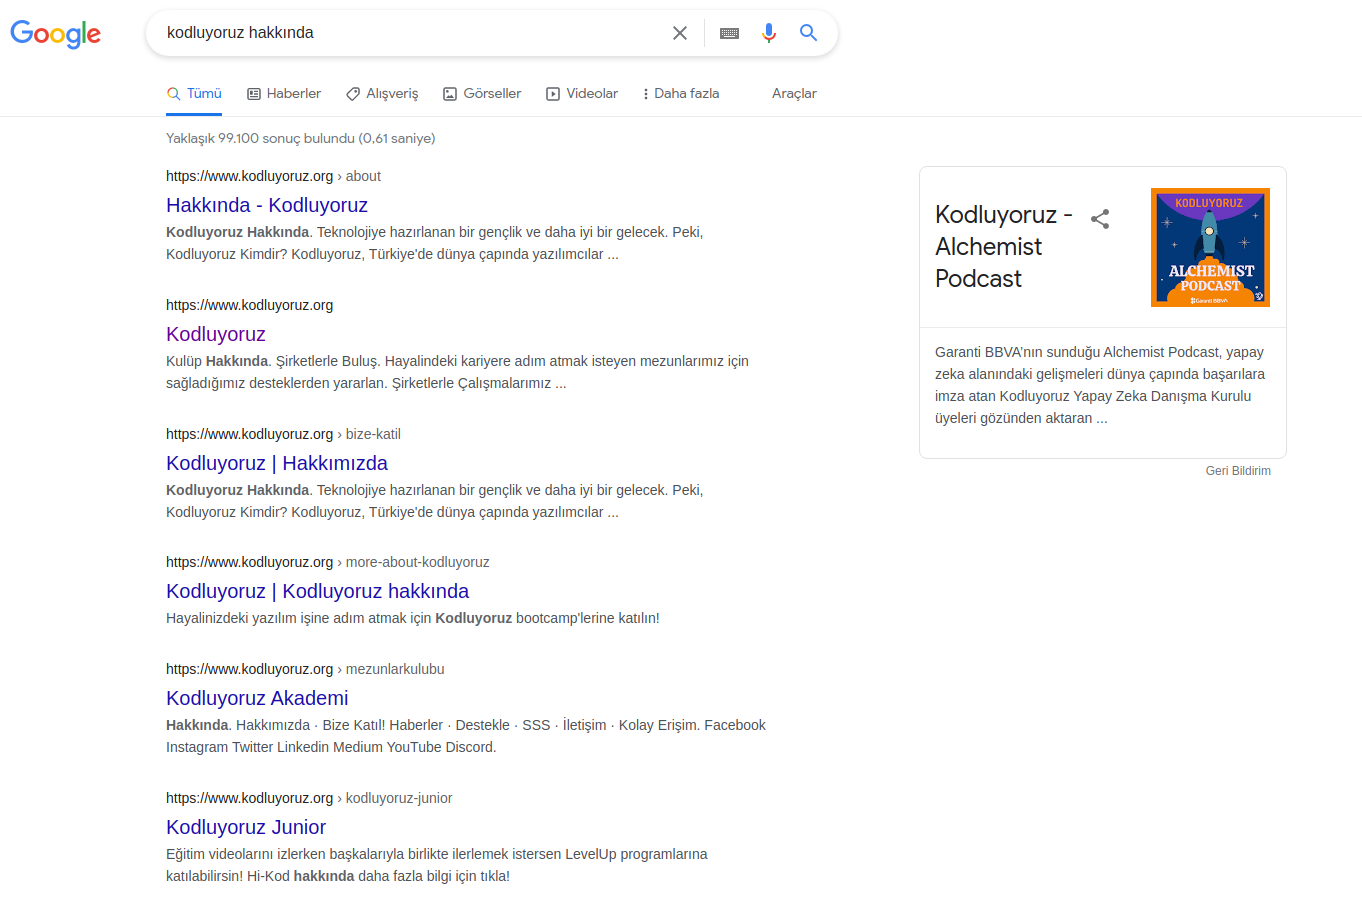 Google
kodluyoruz hakkında
Tümü
Haberler
Alışveriş
Görseller
Videolar
Daha fazla
Araçlar
Yaklaşık 99.100 sonuç bulundu (0,61 saniye)
https://www.kodluyoruz.org › about
Hakkında - Kodluyoruz
Kodluyoruz Hakkında. Teknolojiye hazırlanan bir gençlik ve daha iyi bir gelecek. Peki,
Kodluyoruz Kimdir? Kodluyoruz, Türkiye'de dünya çapında yazılımcılar ...
https://www.kodluyoruz.org
Kodluyoruz
Kulüp Hakkında. Şirketlerle Buluş. Hayalindeki kariyere adım atmak isteyen mezunlarımız için
sağladığımız desteklerden yararlan. Şirketlerle Çalışmalarımız ...
https://www.kodluyoruz.org › bize-katil
Kodluyoruz | Hakkımızda
Kodluyoruz Hakkında. Teknolojiye hazırlanan bir gençlik ve daha iyi bir gelecek. Peki,
Kodluyoruz Kimdir? Kodluyoruz, Türkiye'de dünya çapında yazılımcılar ...
https://www.kodluyoruz.org › more-about-kodluyoruz
Kodluyoruz | Kodluyoruz hakkında
Hayalinizdeki yazılım işine adım atmak için Kodluyoruz bootcamp'lerine katılın!
https://www.kodluyoruz.org › mezunlarkulubu
Kodluyoruz Akademi
Hakkında. Hakkımızda · Bize Katıl! Haberler · Destekle · SSS · İletişim · Kolay Erişim. Facebook
Instagram Twitter Linkedin Medium YouTube Discord.
https://www.kodluyoruz.org › kodluyoruz-junior
Kodluyoruz Junior
Eğitim videolarını izlerken başkalarıyla birlikte ilerlemek istersen LevelUp programlarına
katılabilirsin! Hi-Kod hakkında daha fazla bilgi için tıkla!
Kodluyoruz -
Alchemist
Podcast
KODLUYORUZ
ALCHEMIST
PODCAST
Garanti BBVA
Garanti BBVA'nın sunduğu Alchemist Podcast, yapay
zeka alanındaki gelişmeleri dünya çapında başarılara
imza atan Kodluyoruz Yapay Zeka Danışma Kurulu
üyeleri gözünden aktaran ...
Geri Bildirim